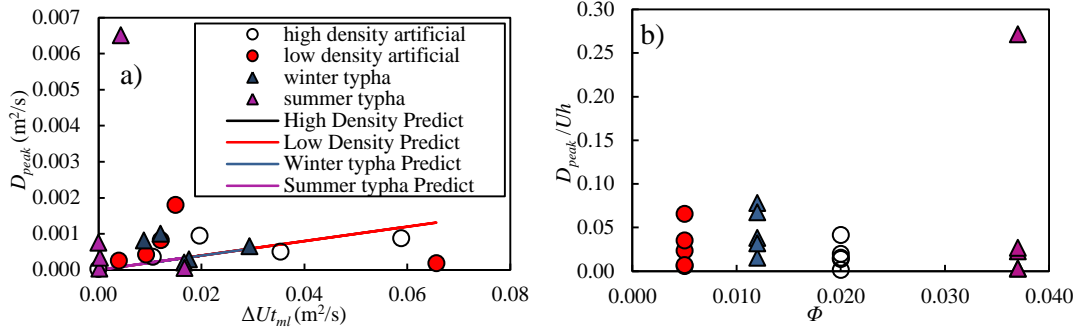 0.007
0.006
0.005
0.004
0.003
0.002
0.001
0.000
D_peak (m²/s)
a)
high density artificial
low density artificial
winter typha
summer typha
High Density Predict
Low Density Predict
Winter typha Predict
Summer typha Predict
0.00 0.02 0.04 0.06 0.08
ΔUt_ml (m²/s)
0.30
0.25
0.20
0.15
0.10
0.05
0.00
D_peak/Uh
b)
0.000 0.010 0.020 0.030 0.040
Φ